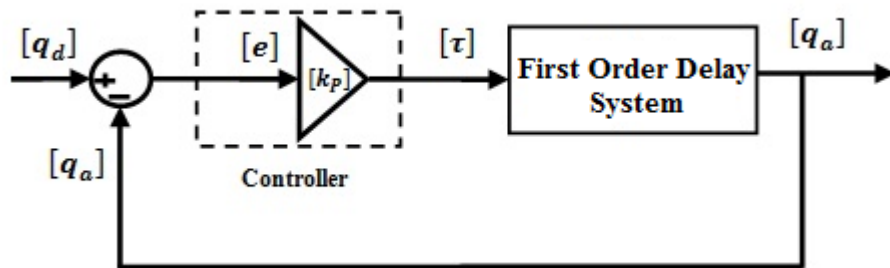 [q_d]
+
−
[e]
[k_P]
[τ]
First Order Delay
System
[q_a]
[q_a]
Controller